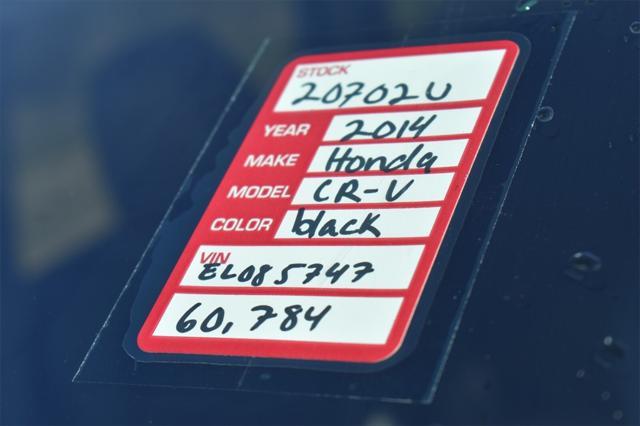 STOCK
20702U
YEAR 2014
MAKE Honda
MODEL CR-V
COLOR black
VIN
EL085747
60,784